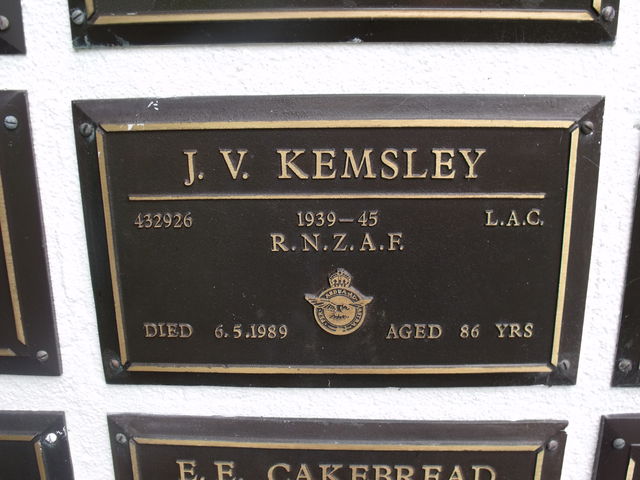 J. V. KEMSLEY
432926 1939–45 L.A.C.
R.N.Z.A.F.
DIED 6.5.1989 AGED 86 YRS
E. E. CAKEBREAD